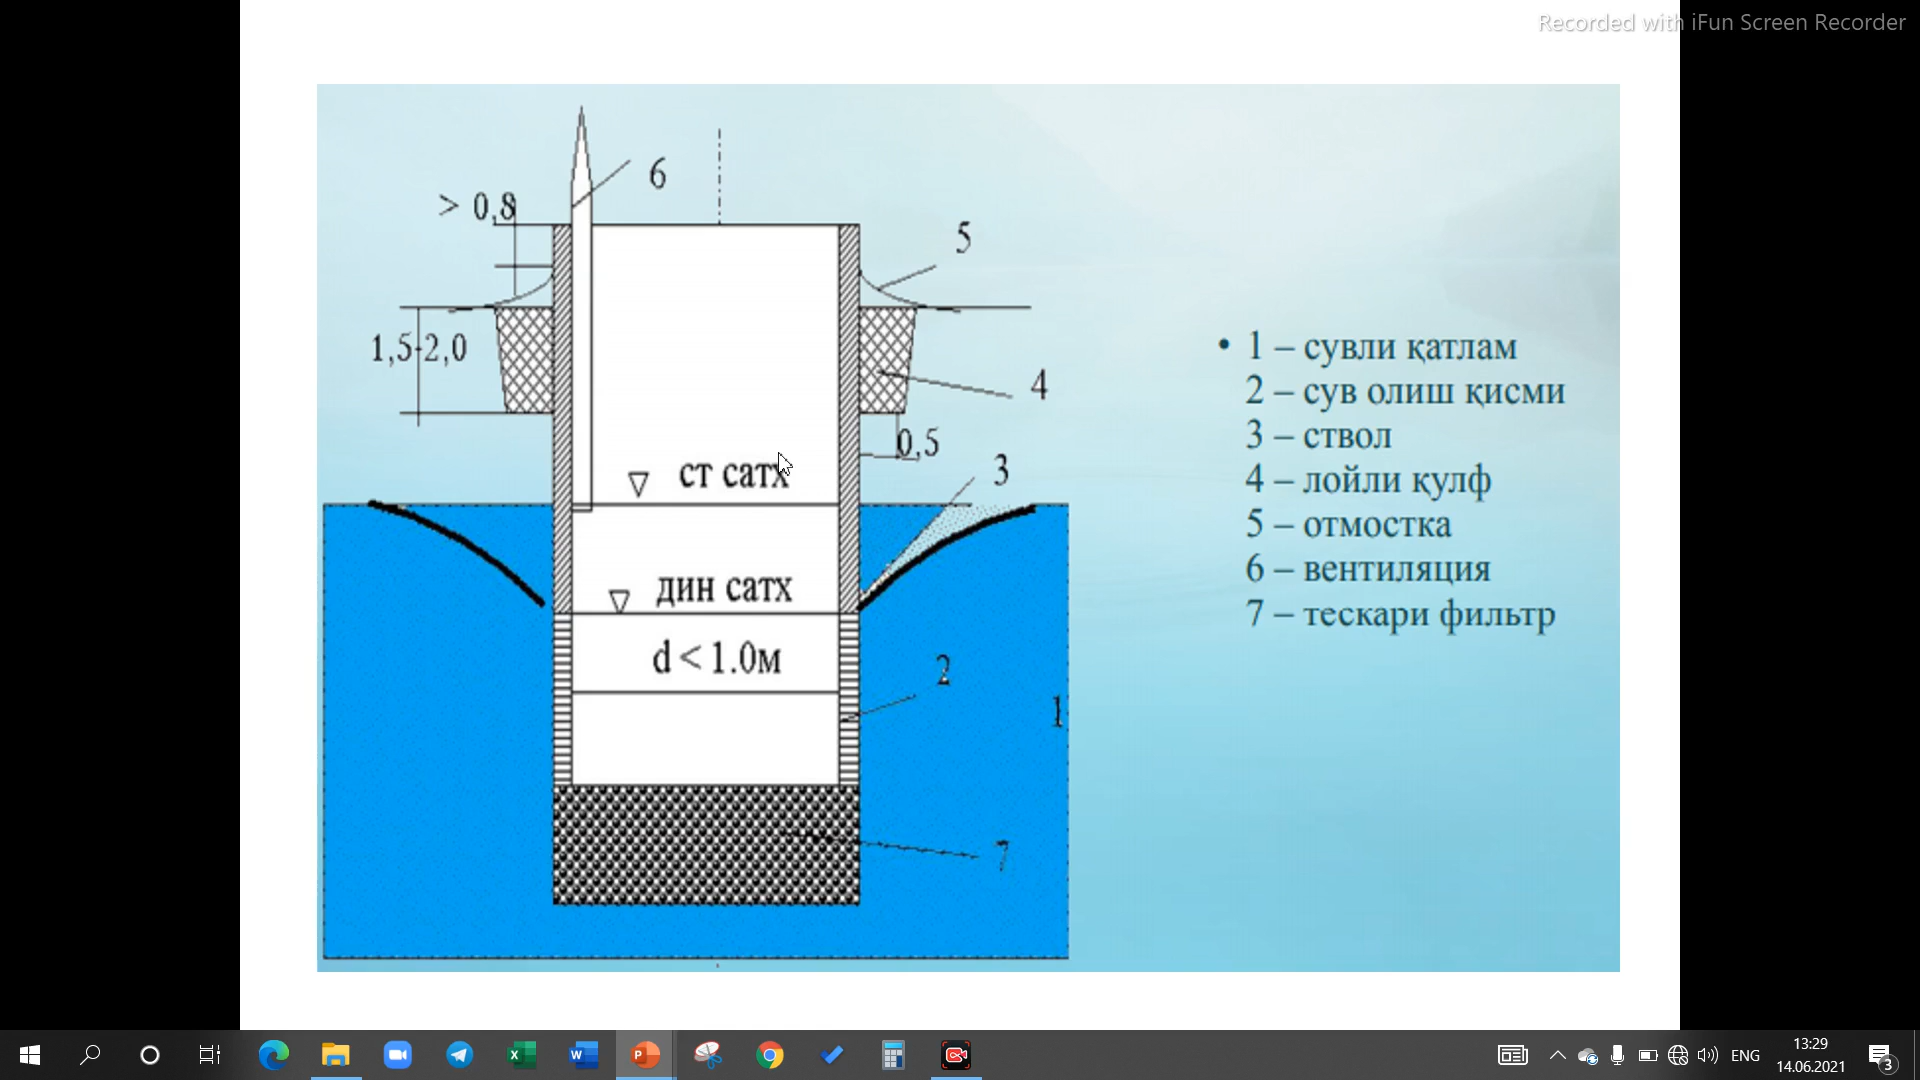 Recorded with iFun Screen Recorder
6
> 0,8
5
1,5-2,0
4
0,5
3
ст сатх
дин сатх
d < 1.0м
2
1
7
• 1 – сувли қатлам
2 – сув олиш қисми
3 – ствол
4 – лойли қулф
5 – отмостка
6 – вентиляция
7 – тескари фильтр
ENG
13:29
14.06.2021
3